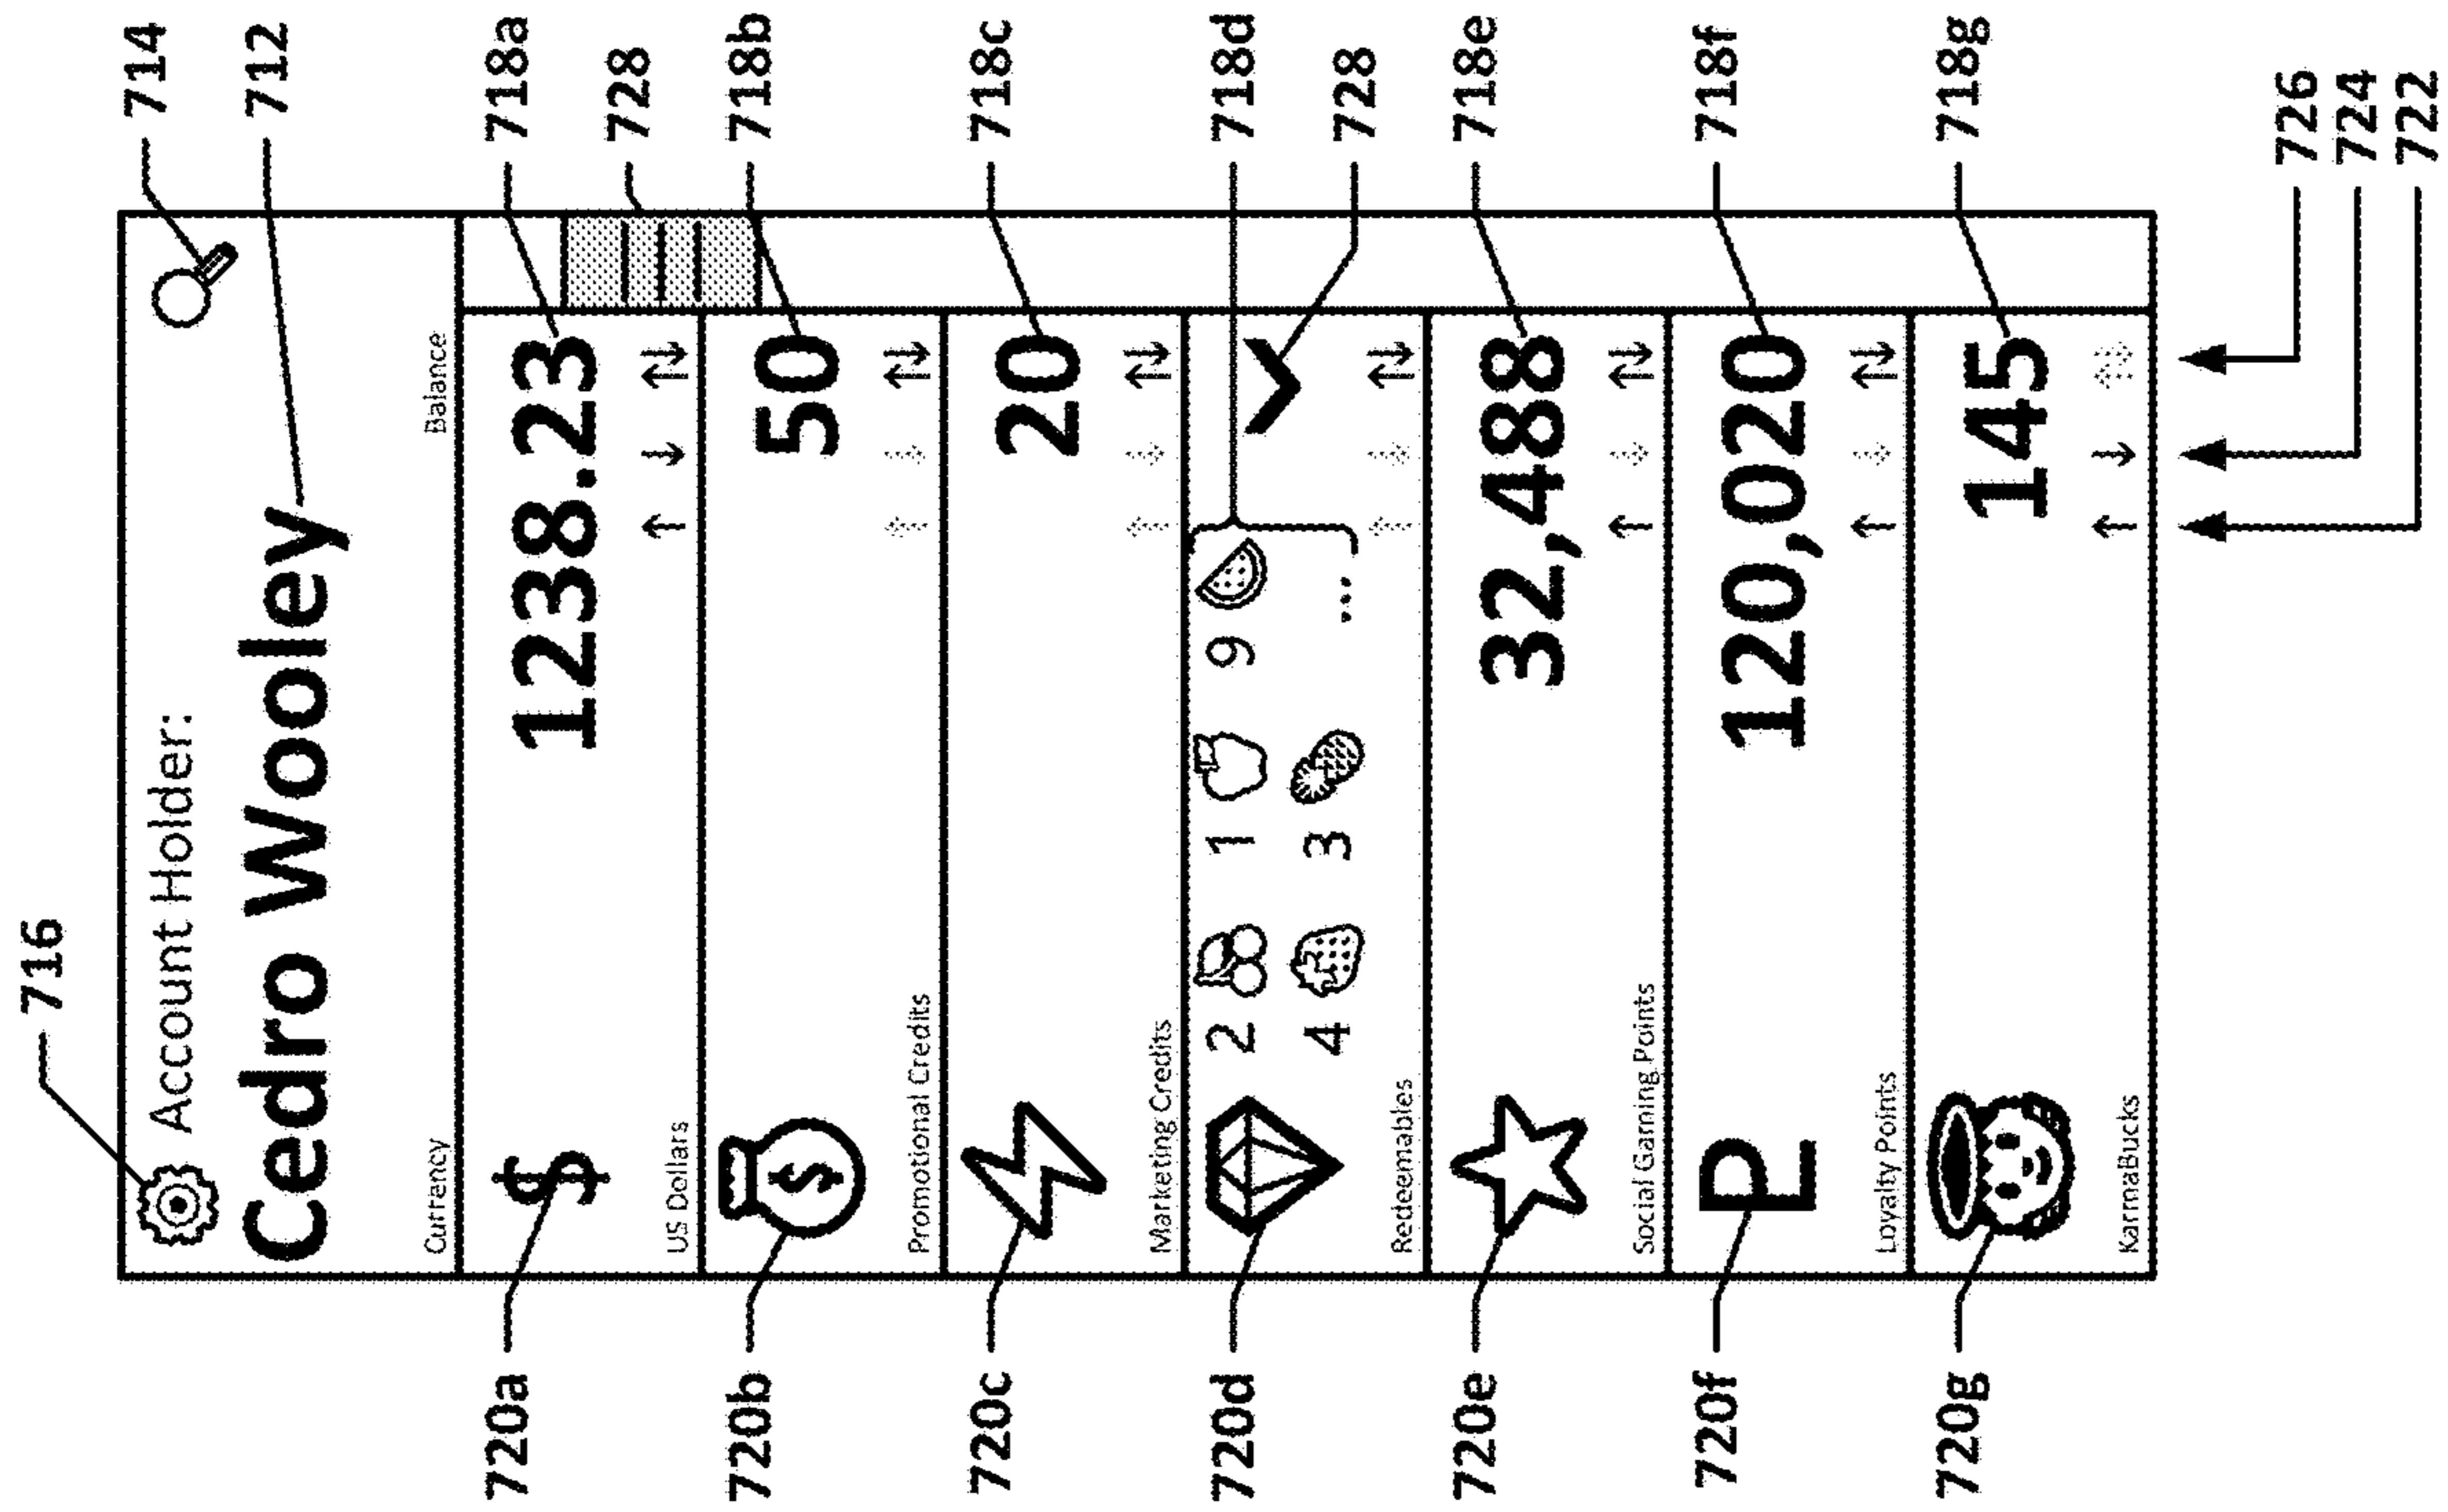 716
714
Account Holder:
712
Cedro Wooley
Currency Balance
720a $ 1238.23 718a
US Dollars
728
720b $ 50 718b
Promotional Credits
720c 20 718c
Marketing Credits
720d 2 1 9 718d
4 3 ... 728
Redeemables
720e 32,488 718e
Social Gaming Points
720f P 120,020 718f
Loyalty Points
720g 145 718g
KarmaBucks
726
724
722